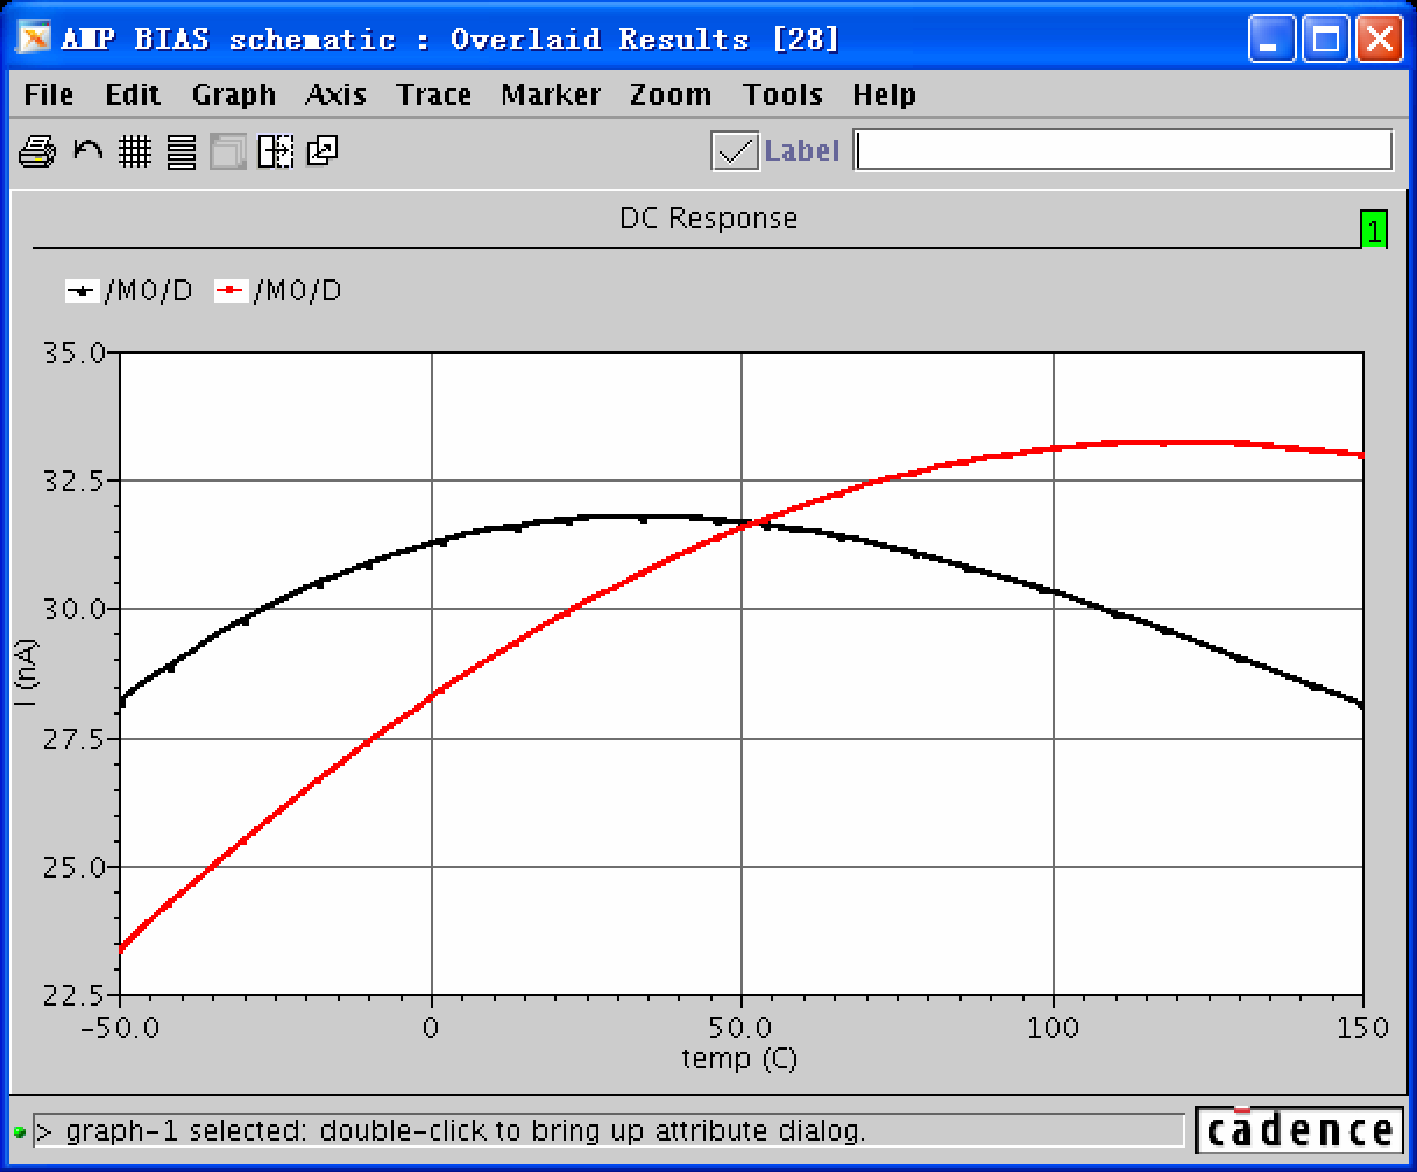 AMP BIAS schematic : Overlaid Results [28]
File Edit Graph Axis Trace Marker Zoom Tools Help
Label
DC Response
1
/M0/D /M0/D
35.0
32.5
30.0
27.5
25.0
22.5
I (nA)
-50.0 0 50.0 100 150
temp (C)
> graph-1 selected: double-click to bring up attribute dialog.
cādence